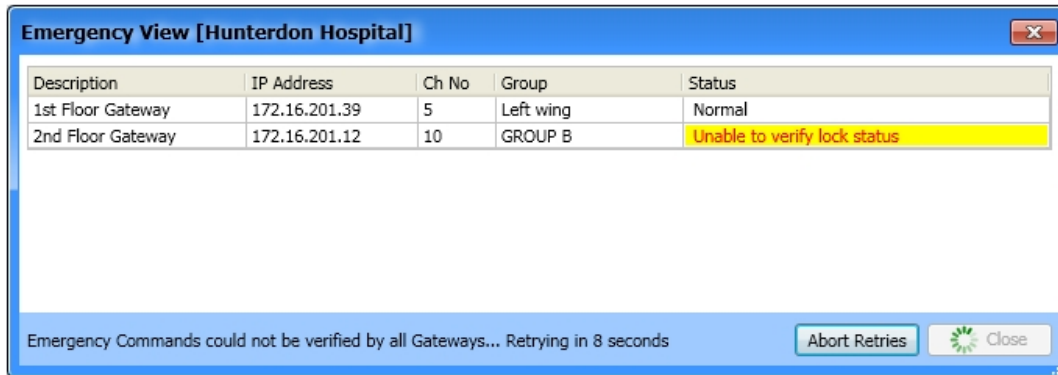 Emergency View [Hunterdon Hospital]
Description IP Address Ch No Group Status
1st Floor Gateway 172.16.201.39 5 Left wing Normal
2nd Floor Gateway 172.16.201.12 10 GROUP B Unable to verify lock status
Emergency Commands could not be verified by all Gateways... Retrying in 8 seconds Abort Retries Close